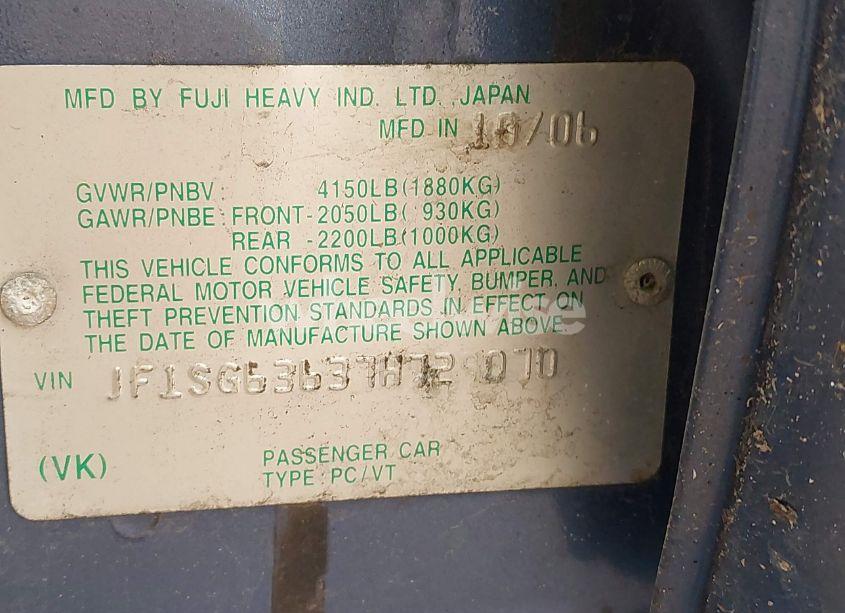 MFD BY FUJI HEAVY IND. LTD. JAPAN
MFD IN 10/06
GVWR/PNBV: 4150LB(1880KG)
GAWR/PNBE: FRONT-2050LB( 930KG)
REAR -2200LB(1000KG)
THIS VEHICLE CONFORMS TO ALL APPLICABLE
FEDERAL MOTOR VEHICLE SAFETY, BUMPER, AND
THEFT PREVENTION STANDARDS IN EFFECT ON
THE DATE OF MANUFACTURE SHOWN ABOVE
VIN
(VK) PASSENGER CAR
TYPE PC/VT